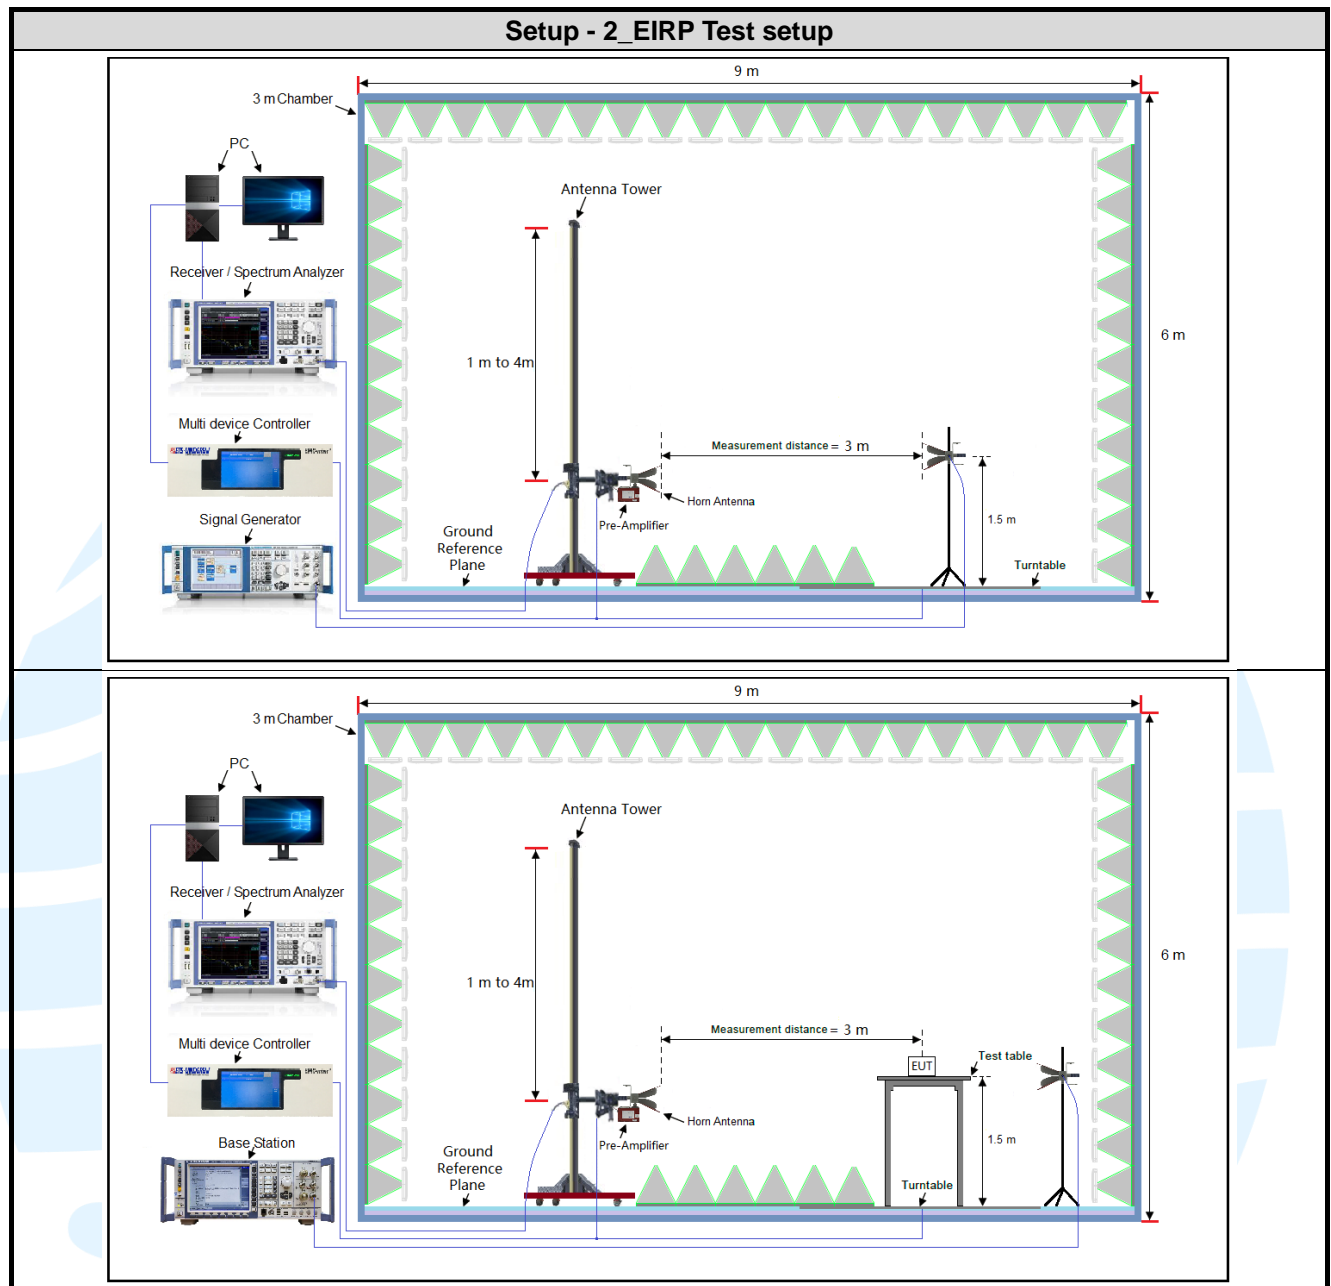 Setup - 2_EIRP Test setup
9 m
3 m Chamber
PC
Antenna Tower
Receiver / Spectrum Analyzer
6 m
1 m to 4m
Multi device Controller
Measurement distance = 3 m
Horn Antenna
Pre-Amplifier
Signal Generator
1.5 m
Ground
Reference
Plane
Turntable
9 m
3 m Chamber
PC
Antenna Tower
Receiver / Spectrum Analyzer
6 m
1 m to 4m
Multi device Controller
Measurement distance = 3 m
Test table
EUT
Horn Antenna
Pre-Amplifier
Base Station
1.5 m
Ground
Reference
Plane
Turntable